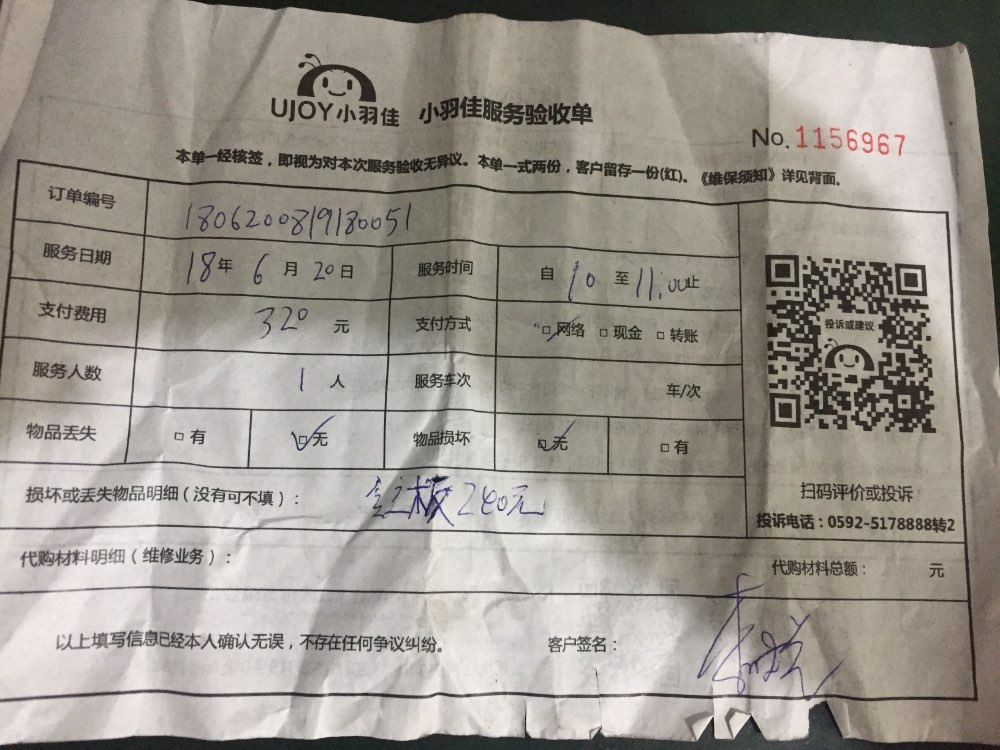 UJOY小羽佳 小羽佳服务验收单
No.1156967
本单一经核签，即视为对本次服务验收无异议。本单一式两份，客户留存一份(红)。《维保须知》详见背面。
订单编号 1806200819180051
服务日期 18年 6月 20日 服务时间 自 10 至 11:00止
支付费用 320 元 支付方式 □网络 □现金 □转账
服务人数 1 人 服务车次 车/次
物品丢失 □有 ☑无 物品损坏 ☑无 □有
投诉或建议
扫码评价或投诉
投诉电话：0592-5178888转2
损坏或丢失物品明细（没有可不填）： 板240元
代购材料明细（维修业务）： 代购材料总额： 元
以上填写信息已经本人确认无误，不存在任何争议纠纷。 客户签名：